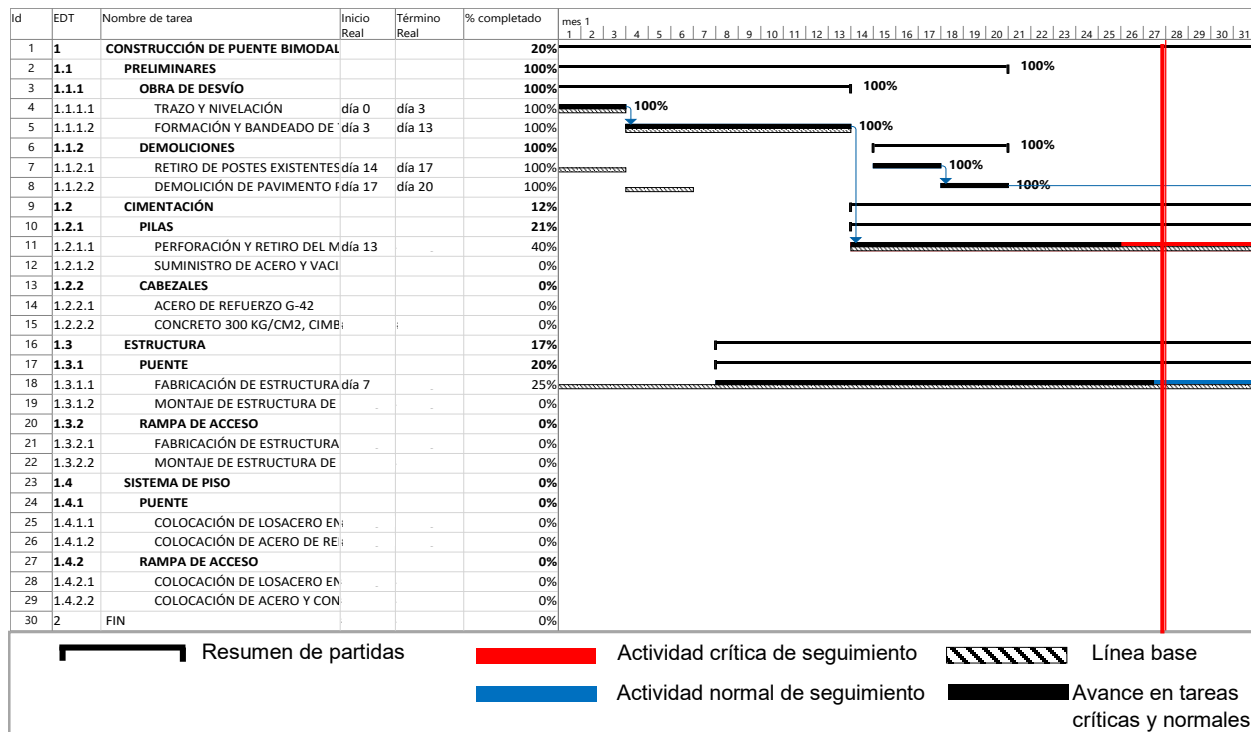 Id EDT Nombre de tarea Inicio Real Término Real % completado mes 1
1 2 3 4 5 6 7 8 9 10 11 12 13 14 15 16 17 18 19 20 21 22 23 24 25 26 27 28 29 30 31
1 1 CONSTRUCCIÓN DE PUENTE BIMODAL 20%
2 1.1 PRELIMINARES 100% 100%
3 1.1.1 OBRA DE DESVÍO 100% 100%
4 1.1.1.1 TRAZO Y NIVELACIÓN día 0 día 3 100% 100%
5 1.1.1.2 FORMACIÓN Y BANDEADO DE día 3 día 13 100% 100%
6 1.1.2 DEMOLICIONES 100% 100%
7 1.1.2.1 RETIRO DE POSTES EXISTENTES día 14 día 17 100% 100%
8 1.1.2.2 DEMOLICIÓN DE PAVIMENTO día 17 día 20 100% 100%
9 1.2 CIMENTACIÓN 12%
10 1.2.1 PILAS 21%
11 1.2.1.1 PERFORACIÓN Y RETIRO DEL M día 13 40%
12 1.2.1.2 SUMINISTRO DE ACERO Y VACI 0%
13 1.2.2 CABEZALES 0%
14 1.2.2.1 ACERO DE REFUERZO G-42 0%
15 1.2.2.2 CONCRETO 300 KG/CM2, CIMB 0%
16 1.3 ESTRUCTURA 17%
17 1.3.1 PUENTE 20%
18 1.3.1.1 FABRICACIÓN DE ESTRUCTURA día 7 25%
19 1.3.1.2 MONTAJE DE ESTRUCTURA DE 0%
20 1.3.2 RAMPA DE ACCESO 0%
21 1.3.2.1 FABRICACIÓN DE ESTRUCTURA 0%
22 1.3.2.2 MONTAJE DE ESTRUCTURA DE 0%
23 1.4 SISTEMA DE PISO 0%
24 1.4.1 PUENTE 0%
25 1.4.1.1 COLOCACIÓN DE LOSACERO EN 0%
26 1.4.1.2 COLOCACIÓN DE ACERO DE RE 0%
27 1.4.2 RAMPA DE ACCESO 0%
28 1.4.2.1 COLOCACIÓN DE LOSACERO EN 0%
29 1.4.2.2 COLOCACIÓN DE ACERO Y CON 0%
30 2 FIN 0%
Resumen de partidas Actividad crítica de seguimiento Línea base
Actividad normal de seguimiento Avance en tareas
críticas y normales